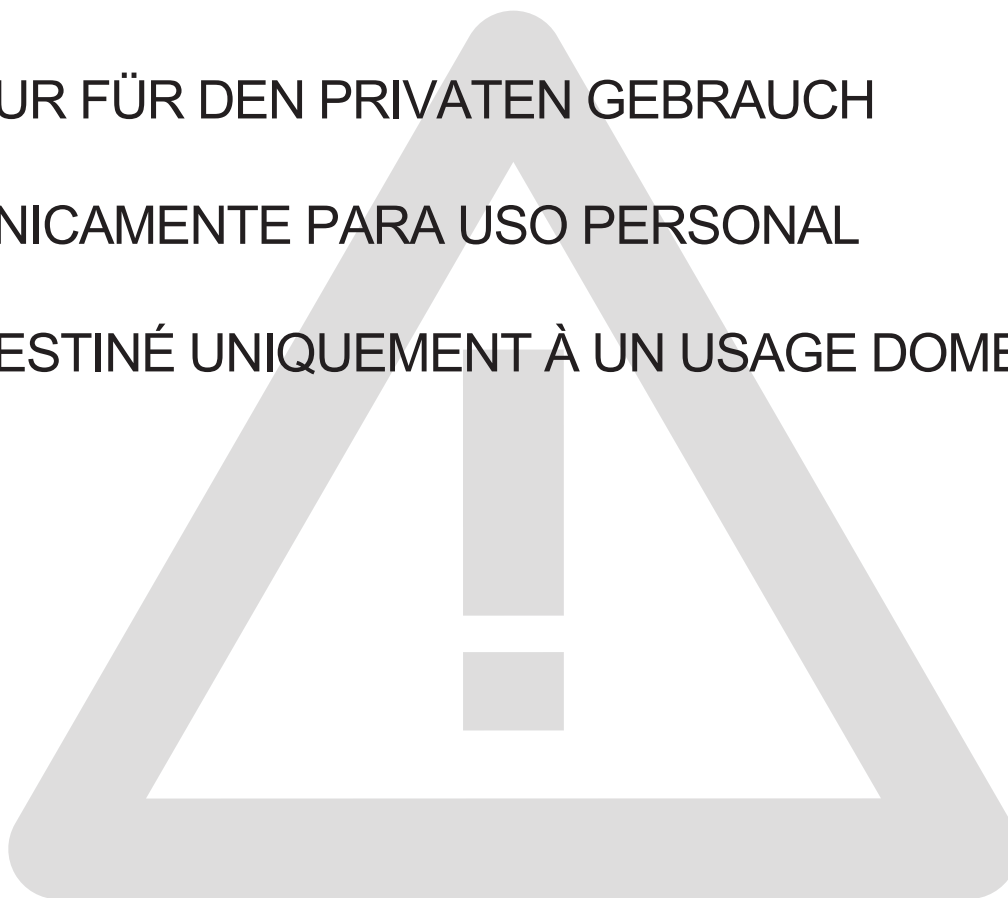 UR FÜR DEN PRIVATEN GEBRAUCH
NICAMENTE PARA USO PERSONAL
ESTINÉ UNIQUEMENT À UN USAGE DOME